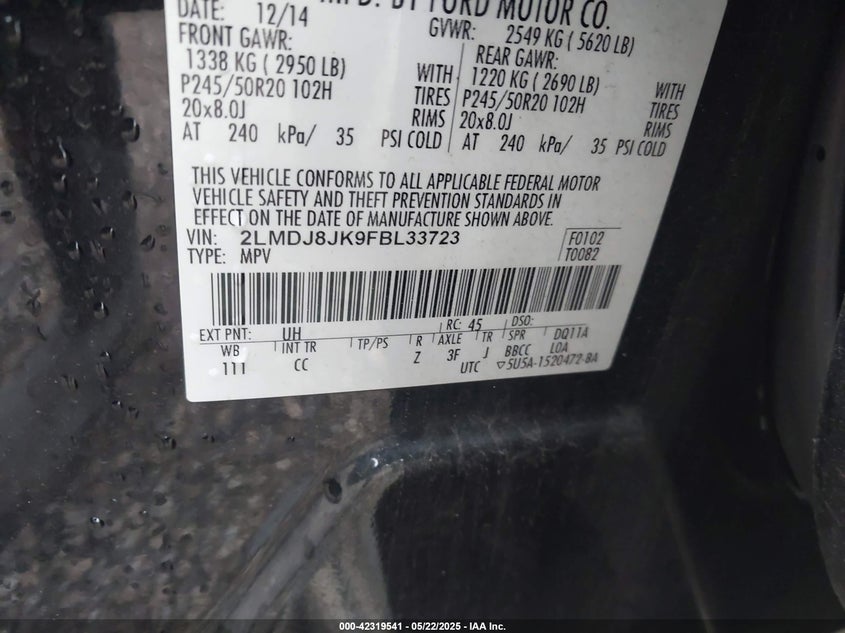 MFD. BY FORD MOTOR CO.
DATE: 12/14 GVWR: 2549 KG ( 5620 LB)
FRONT GAWR: REAR GAWR:
1338 KG ( 2950 LB) WITH 1220 KG ( 2690 LB) WITH
P245/50R20 102H TIRES P245/50R20 102H TIRES
20x8.0J RIMS 20x8.0J RIMS
AT 240 kPa/ 35 PSI COLD AT 240 kPa/ 35 PSI COLD
THIS VEHICLE CONFORMS TO ALL APPLICABLE FEDERAL MOTOR
VEHICLE SAFETY AND THEFT PREVENTION STANDARDS IN
EFFECT ON THE DATE OF MANUFACTURE SHOWN ABOVE.
VIN: 2LMDJ8JK9FBL33723 F0102
TYPE: MPV T0082
EXT PNT: UH RC: 45 DSO:
WB INT TR TP/PS R AXLE TR SPR DQ11A
111 CC Z 3F J BBCC LOA
UTC ▽5U5A-1520472-BA
000-42319541 - 05/22/2025 - IAA Inc.